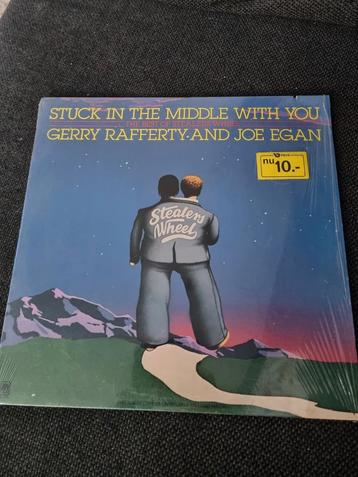 STUCK IN THE MIDDLE WITH YOU
THE BEST OF STEALERS WHEEL
GERRY RAFFERTY·AND JOE EGAN
nu 10.-
Stealers
Wheel